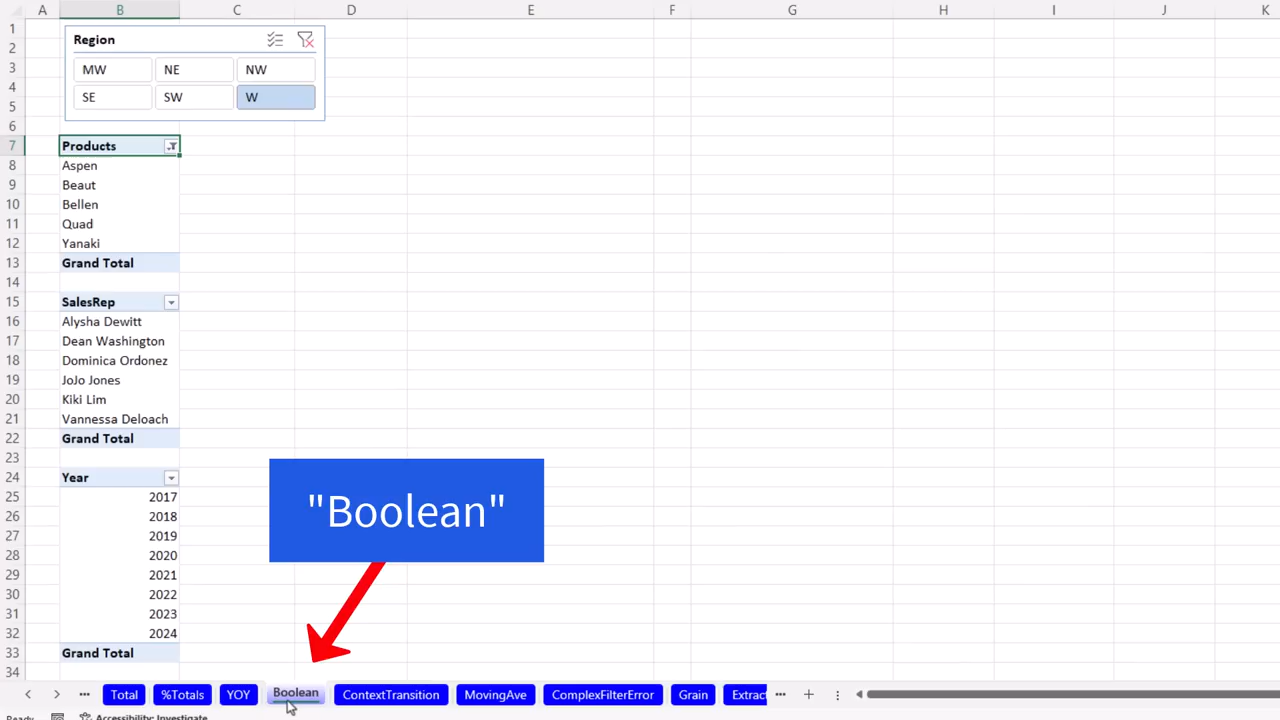 A B C D E F G H I J K
1
2 Region
3 MW NE NW
4
5 SE SW W
6
7 Products
8 Aspen
9 Beaut
10 Bellen
11 Quad
12 Yanaki
13 Grand Total
14
15 SalesRep
16 Alysha Dewitt
17 Dean Washington
18 Dominica Ordonez
19 JoJo Jones
20 Kiki Lim
21 Vannessa Deloach
22 Grand Total
23
24 Year
25 2017
26 2018
27 2019
28 2020
29 2021
30 2022
31 2023
32 2024
33 Grand Total
34
"Boolean"
Total %Totals YOY Boolean ContextTransition MovingAve ComplexFilterError Grain Extract
Ready Accessibility: Investigate